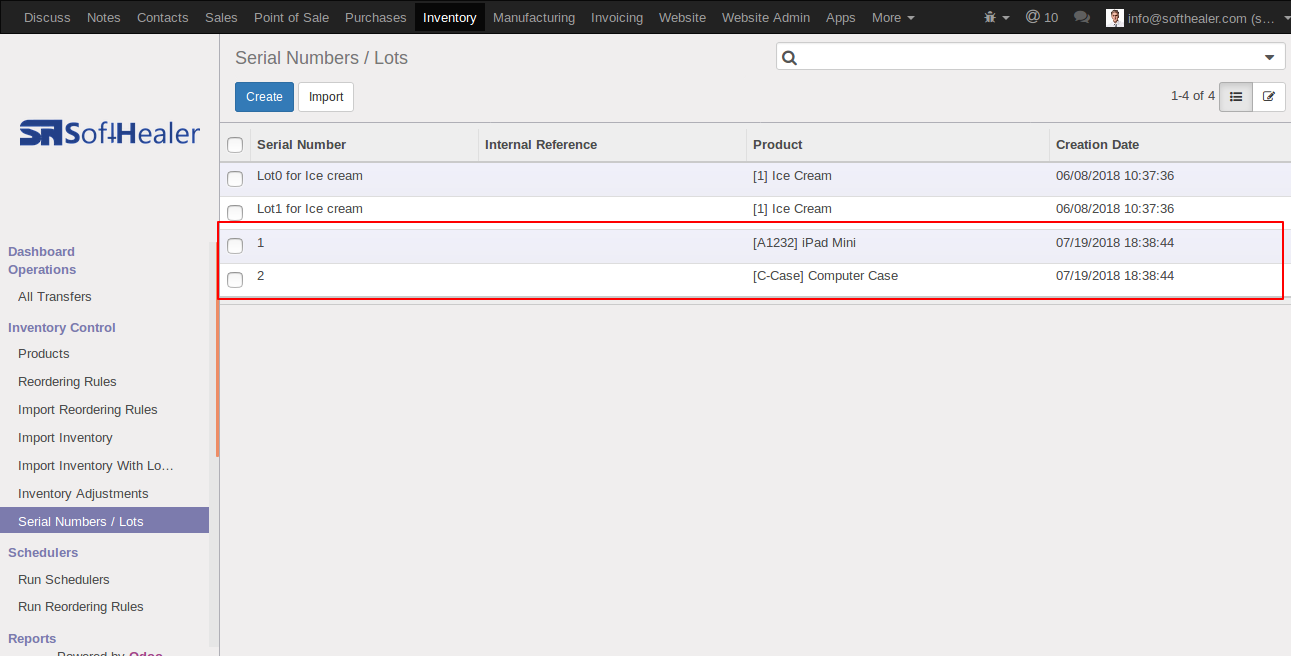 Discuss Notes Contacts Sales Point of Sale Purchases Inventory Manufacturing Invoicing Website Website Admin Apps More @ 10 info@softhealer.com (s...
SoftHealer
Dashboard
Operations
All Transfers
Inventory Control
Products
Reordering Rules
Import Reordering Rules
Import Inventory
Import Inventory With Lo...
Inventory Adjustments
Serial Numbers / Lots
Schedulers
Run Schedulers
Run Reordering Rules
Reports
Powered by Odoo
Serial Numbers / Lots
Create Import 1-4 of 4
Serial Number Internal Reference Product Creation Date
Lot0 for Ice cream [1] Ice Cream 06/08/2018 10:37:36
Lot1 for Ice cream [1] Ice Cream 06/08/2018 10:37:36
1 [A1232] iPad Mini 07/19/2018 18:38:44
2 [C-Case] Computer Case 07/19/2018 18:38:44